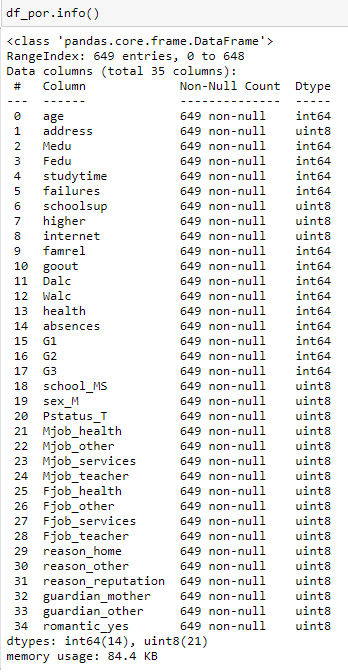 df_por.info()
<class 'pandas.core.frame.DataFrame'>
RangeIndex: 649 entries, 0 to 648
Data columns (total 35 columns):
 #   Column             Non-Null Count  Dtype
---  ------             --------------  -----
 0   age                649 non-null    int64
 1   address            649 non-null    uint8
 2   Medu               649 non-null    int64
 3   Fedu               649 non-null    int64
 4   studytime          649 non-null    int64
 5   failures           649 non-null    int64
 6   schoolsup          649 non-null    uint8
 7   higher             649 non-null    uint8
 8   internet           649 non-null    uint8
 9   famrel             649 non-null    int64
 10  goout              649 non-null    int64
 11  Dalc               649 non-null    int64
 12  Walc               649 non-null    int64
 13  health             649 non-null    int64
 14  absences           649 non-null    int64
 15  G1                 649 non-null    int64
 16  G2                 649 non-null    int64
 17  G3                 649 non-null    int64
 18  school_MS          649 non-null    uint8
 19  sex_M              649 non-null    uint8
 20  Pstatus_T          649 non-null    uint8
 21  Mjob_health        649 non-null    uint8
 22  Mjob_other         649 non-null    uint8
 23  Mjob_services      649 non-null    uint8
 24  Mjob_teacher       649 non-null    uint8
 25  Fjob_health        649 non-null    uint8
 26  Fjob_other         649 non-null    uint8
 27  Fjob_services      649 non-null    uint8
 28  Fjob_teacher       649 non-null    uint8
 29  reason_home        649 non-null    uint8
 30  reason_other       649 non-null    uint8
 31  reason_reputation  649 non-null    uint8
 32  guardian_mother    649 non-null    uint8
 33  guardian_other     649 non-null    uint8
 34  romantic_yes       649 non-null    uint8
dtypes: int64(14), uint8(21)
memory usage: 84.4 KB